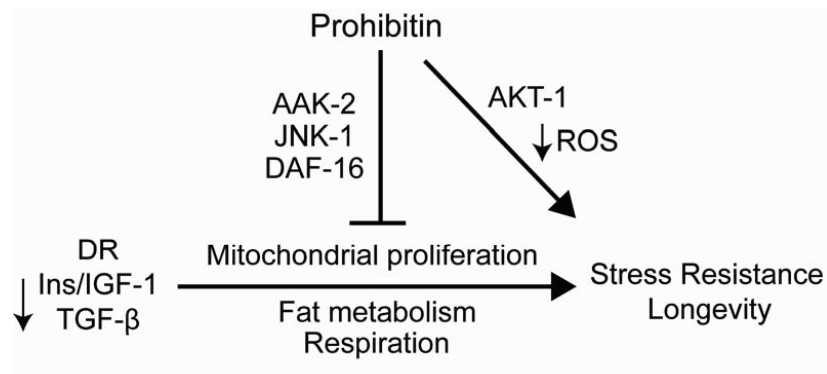 Prohibitin
AAK-2
JNK-1
DAF-16
AKT-1
↓ROS
DR
Ins/IGF-1
TGF-β
Mitochondrial proliferation
Fat metabolism
Respiration
Stress Resistance
Longevity